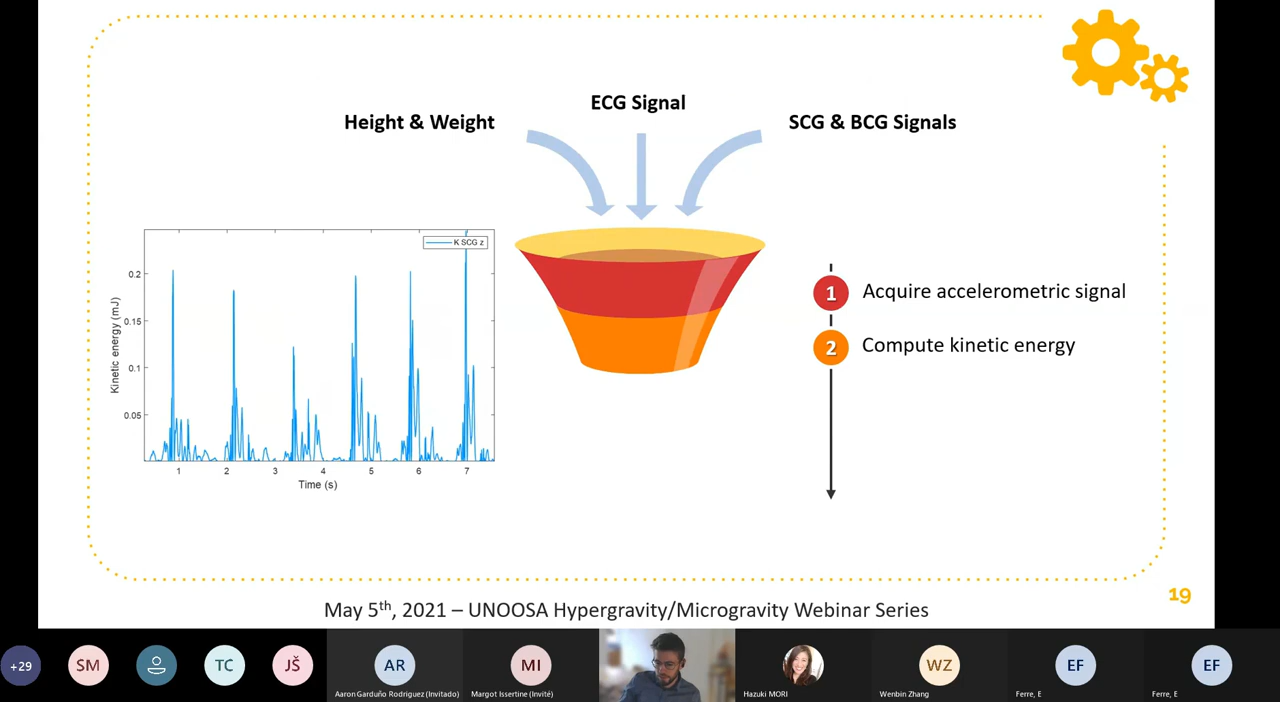 ECG Signal
Height & Weight
SCG & BCG Signals
K SCG z
0.2
0.15
0.1
0.05
Kinetic energy (mJ)
1 2 3 4 5 6 7
Time (s)
1 Acquire accelerometric signal
2 Compute kinetic energy
19
May 5th, 2021 – UNOOSA Hypergravity/Microgravity Webinar Series
+29
SM
TC
JŠ
AR
Aaron Garduño Rodriguez (Invitado)
MI
Margot Issertine (Invité)
Hazuki MORI
WZ
Wenbin Zhang
EF
Ferre, E
EF
Ferre, E